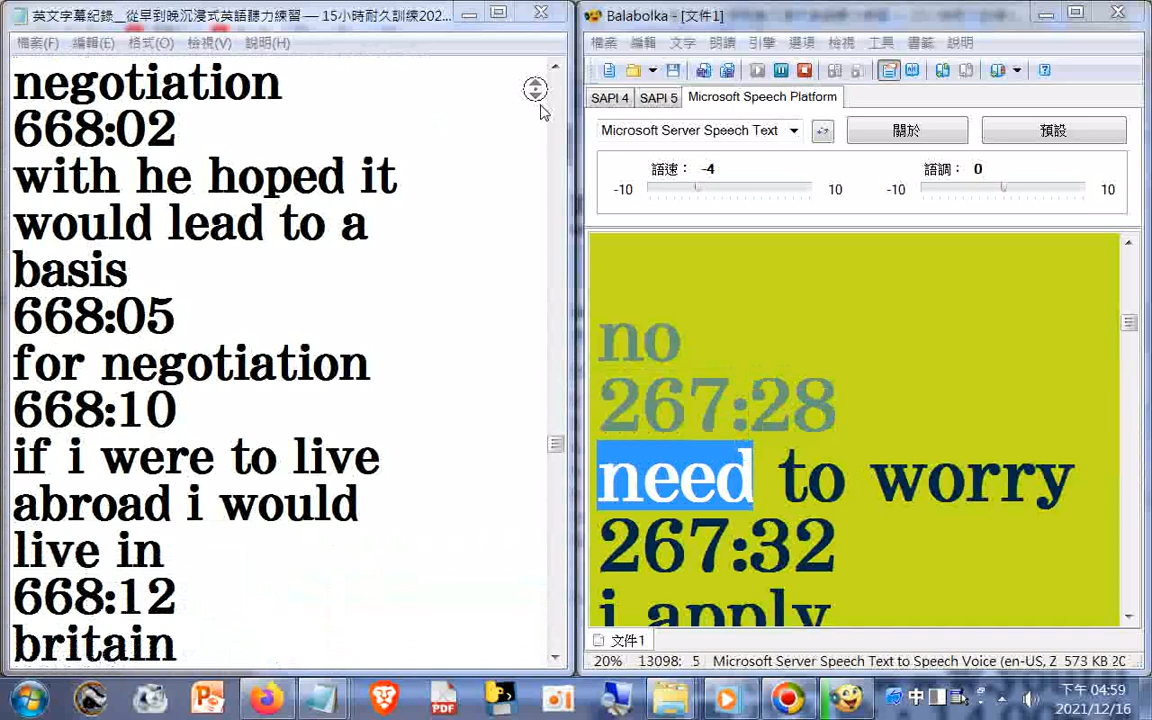 英文字幕紀錄__從早到晚沉浸式英語聽力練習 — 15小時耐久訓練202...
檔案(F) 編輯(E) 格式(O) 檢視(V) 說明(H)
negotiation
668:02
with he hoped it
would lead to a
basis
668:05
for negotiation
668:10
if i were to live
abroad i would
live in
668:12
britain
Balabolka - [文件1]
檔案 編輯 文字 朗讀 引擎 選項 檢視 工具 書籤 說明
SAPI 4 SAPI 5 Microsoft Speech Platform
Microsoft Server Speech Text 關於 預設
語速： -4 語調： 0
-10 10 -10 10
no
267:28
need to worry
267:32
i apply
文件1
20% 13098: 5 Microsoft Server Speech Text to Speech Voice (en-US, Z 573 KB 20
PDF 中 下午 04:59
2021/12/16